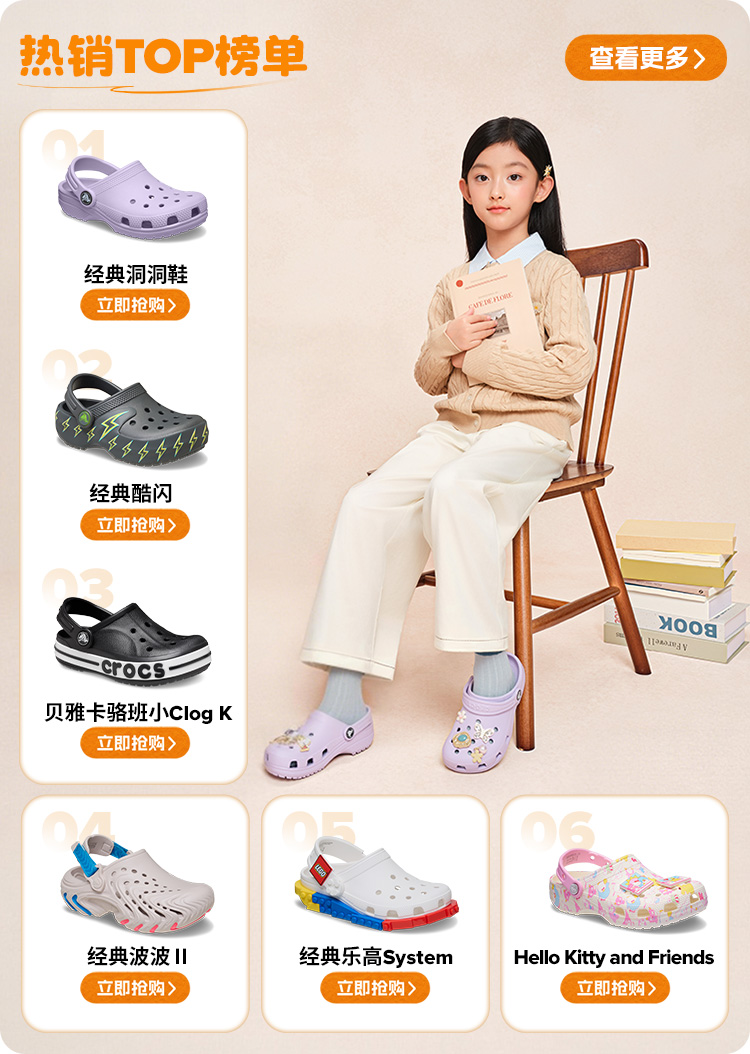 热销TOP榜单
查看更多
01
经典洞洞鞋
立即抢购
02
经典酷闪
立即抢购
03
crocs
贝雅卡骆班小Clog K
立即抢购
CAFE DE FLORE
BOOK
A Farewell
04
经典波波 II
立即抢购
05
LEGO
经典乐高System
立即抢购
06
Hello Kitty and Friends
立即抢购